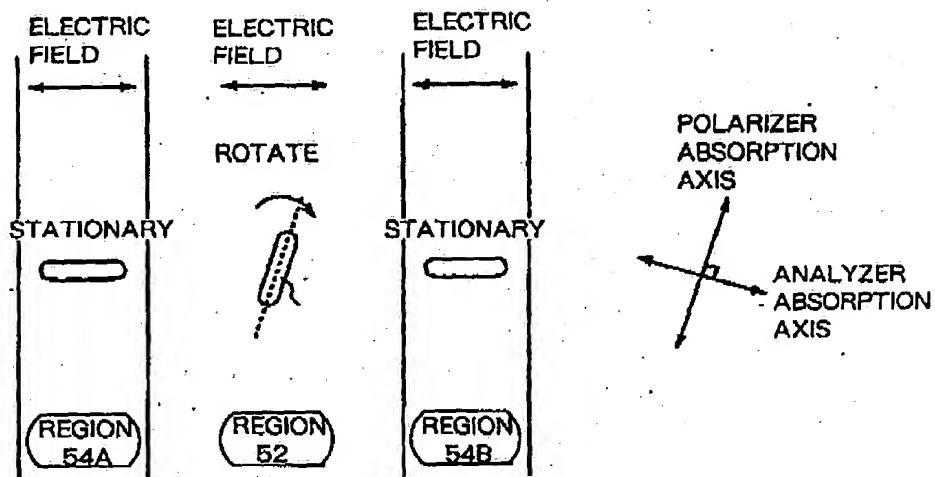 ELECTRIC
FIELD
ELECTRIC
FIELD
ELECTRIC
FIELD
ROTATE
STATIONARY
STATIONARY
POLARIZER
ABSORPTION
AXIS
ANALYZER
ABSORPTION
AXIS
REGION
54A
REGION
52
REGION
54B